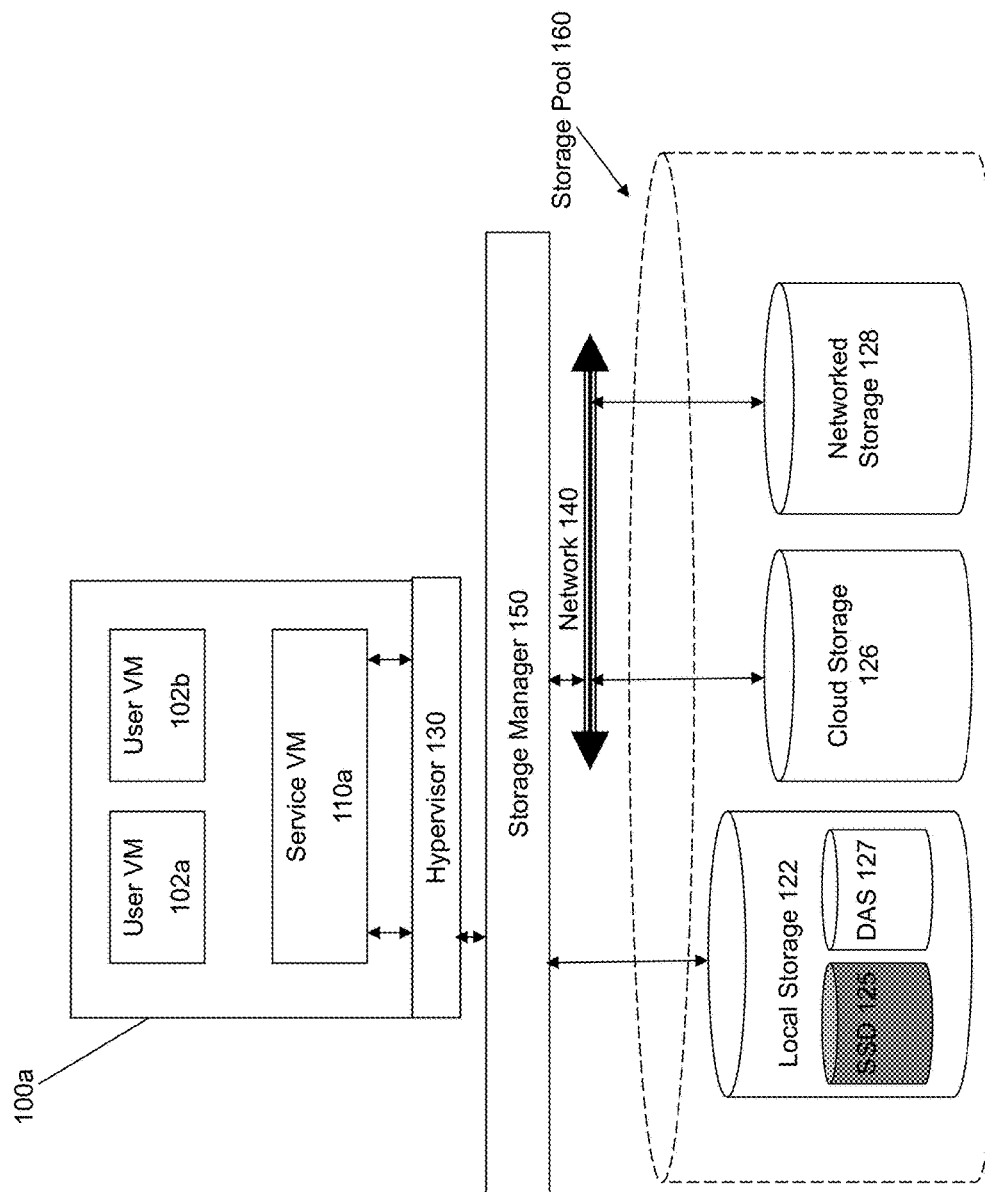 100a
User VM
102a
User VM
102b
Service VM
110a
Hypervisor 130
Storage Manager 150
Network 140
Storage Pool 160
Local Storage 122
SSD 125
DAS 127
Cloud Storage
126
Networked
Storage 128